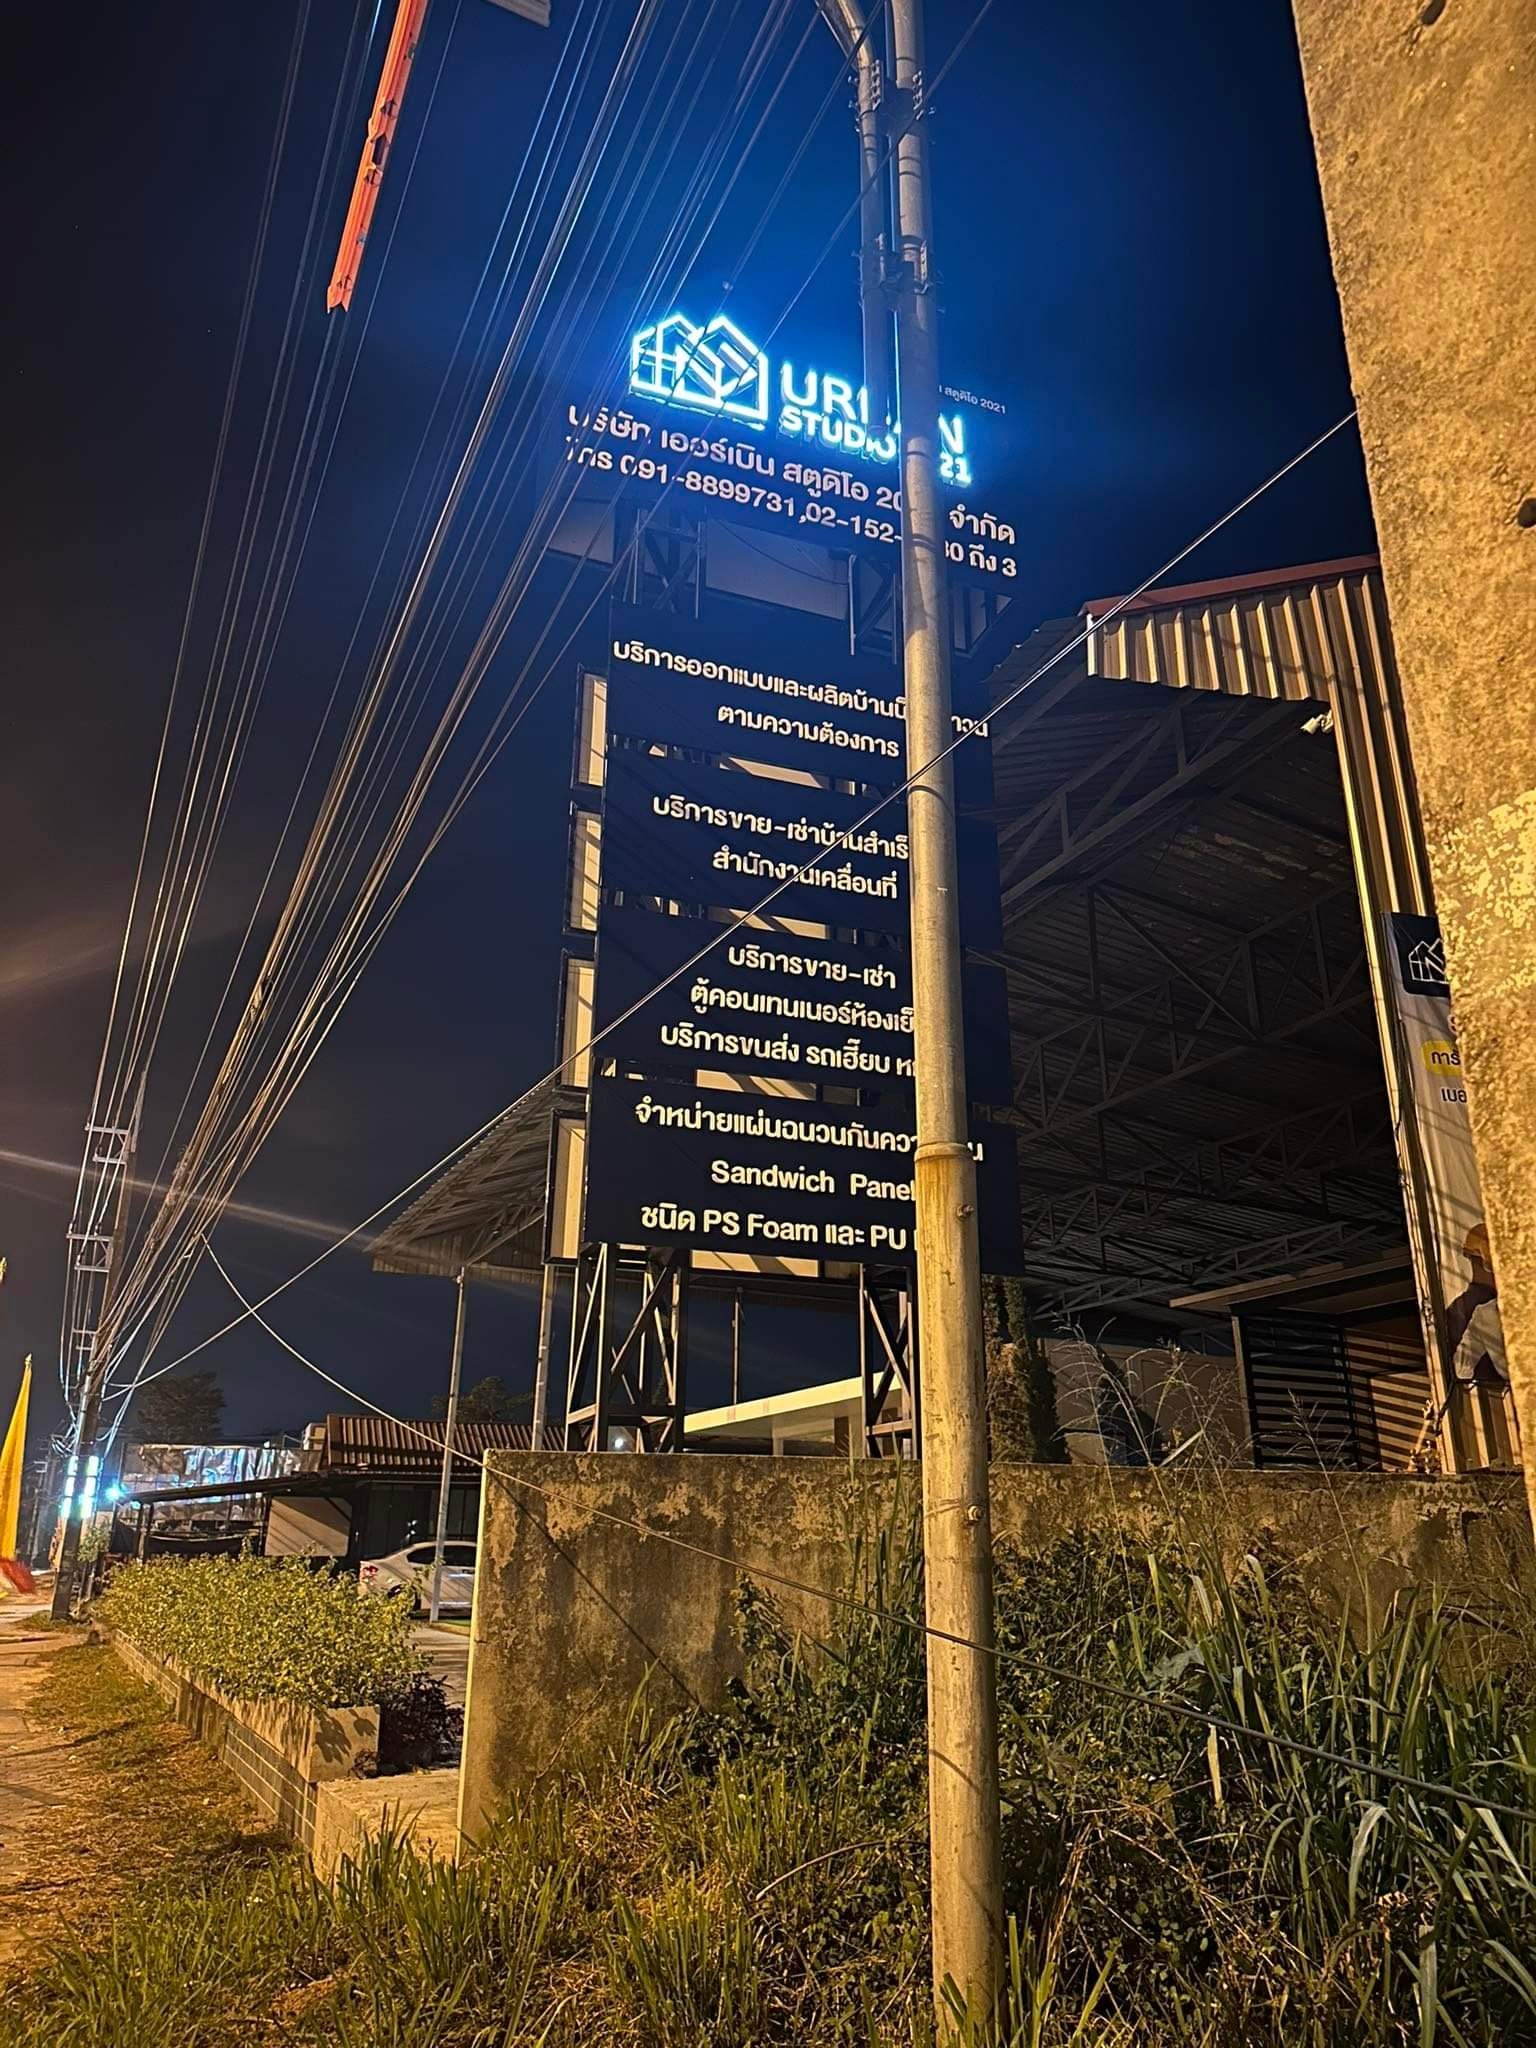 STUDIO
สตูดิโอ 2021
บริษัท เออร์เบิน สตูดิโอ จำกัด
โทร 091-8899731,02-152- ถึง 3
บริการออกแบบและผลิตบ้าน
ตามความต้องการ
บริการขาย-เช่าบ้าน
สำนักงานเคลื่อนที่
บริการขาย-เช่า
ตู้คอนเทนเนอร์
บริการขนส่ง รถเฮี๊ยบ
จำหน่ายแผ่นฉนวนกัน
Sandwich Panel
ชนิด PS Foam และ PU